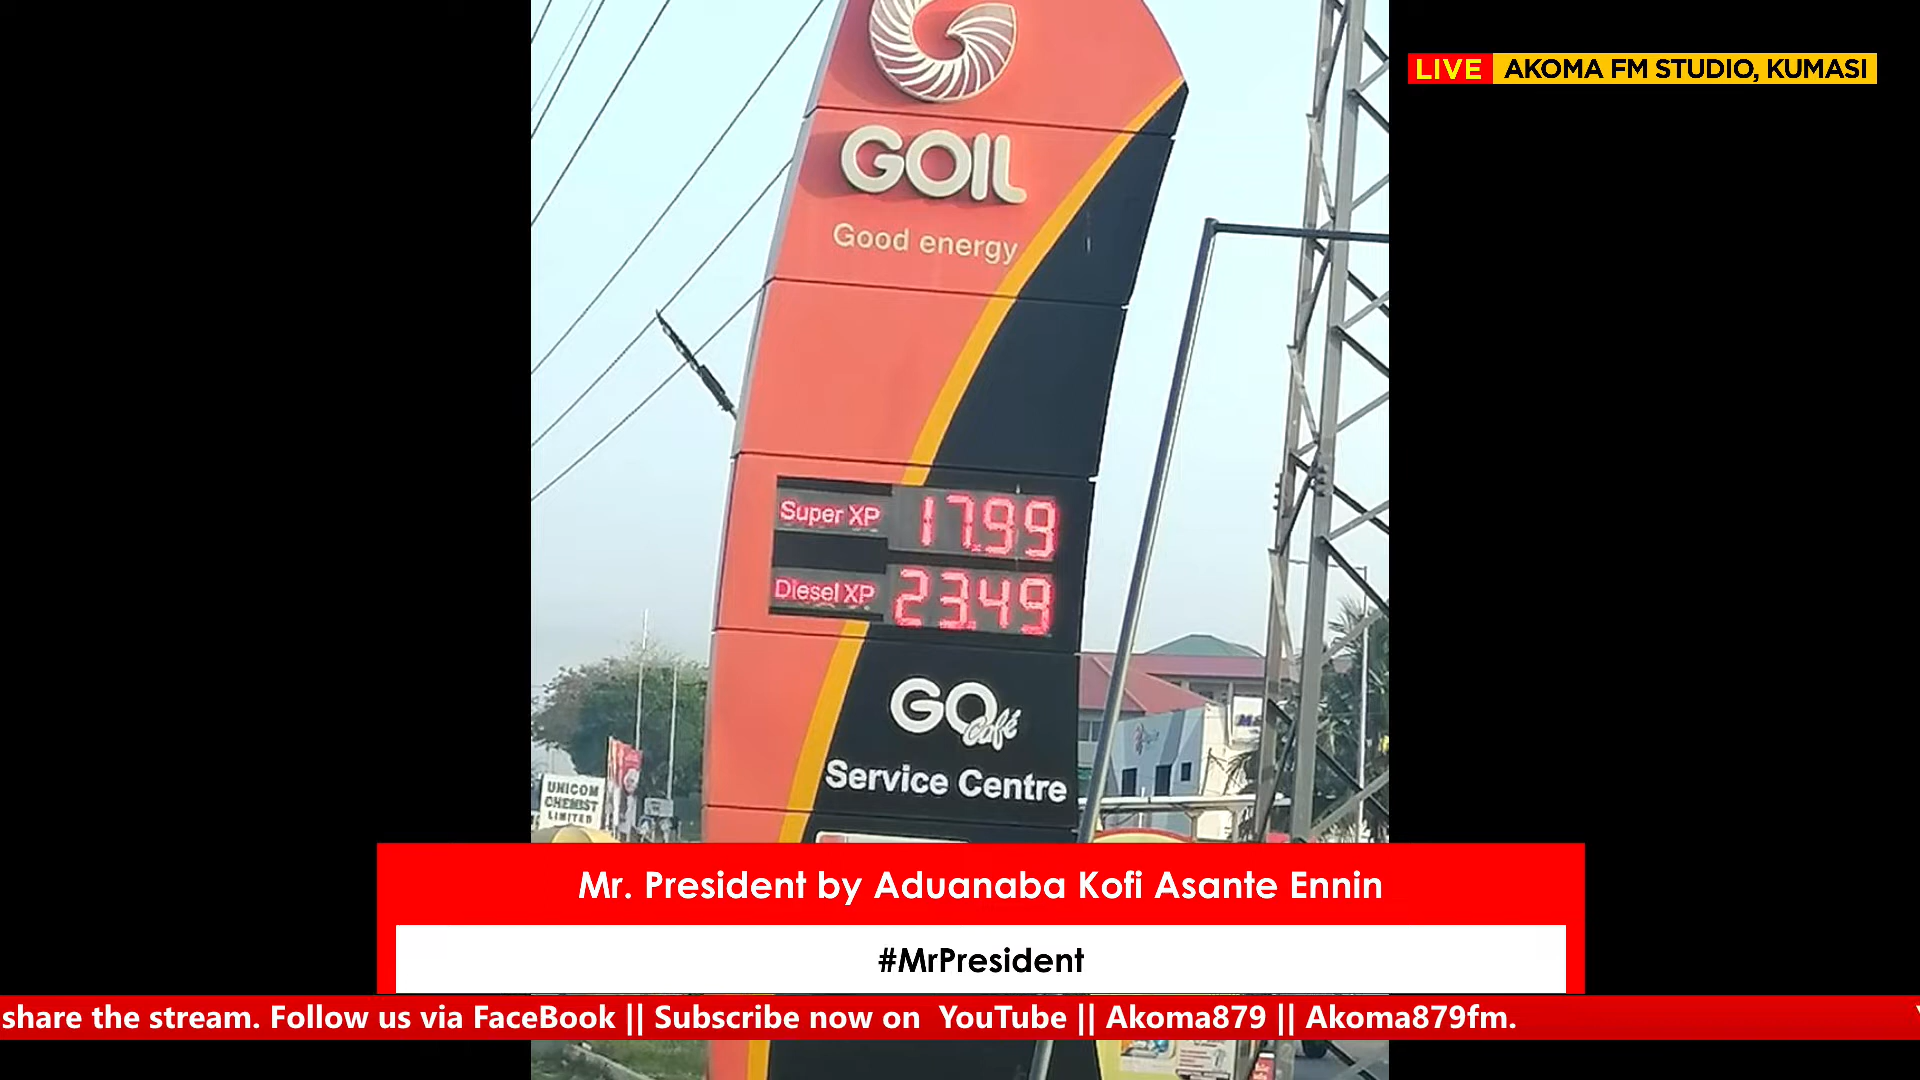 LIVE AKOMA FM STUDIO, KUMASI
GOIL
Good energy
Super XP 17.99
Diesel XP 23.49
GO Café
Service Centre
UNICOM
CHEMIST
LIMITED
Mr. President by Aduanaba Kofi Asante Ennin
#MrPresident
share the stream. Follow us via FaceBook || Subscribe now on YouTube || Akoma879 || Akoma879fm.